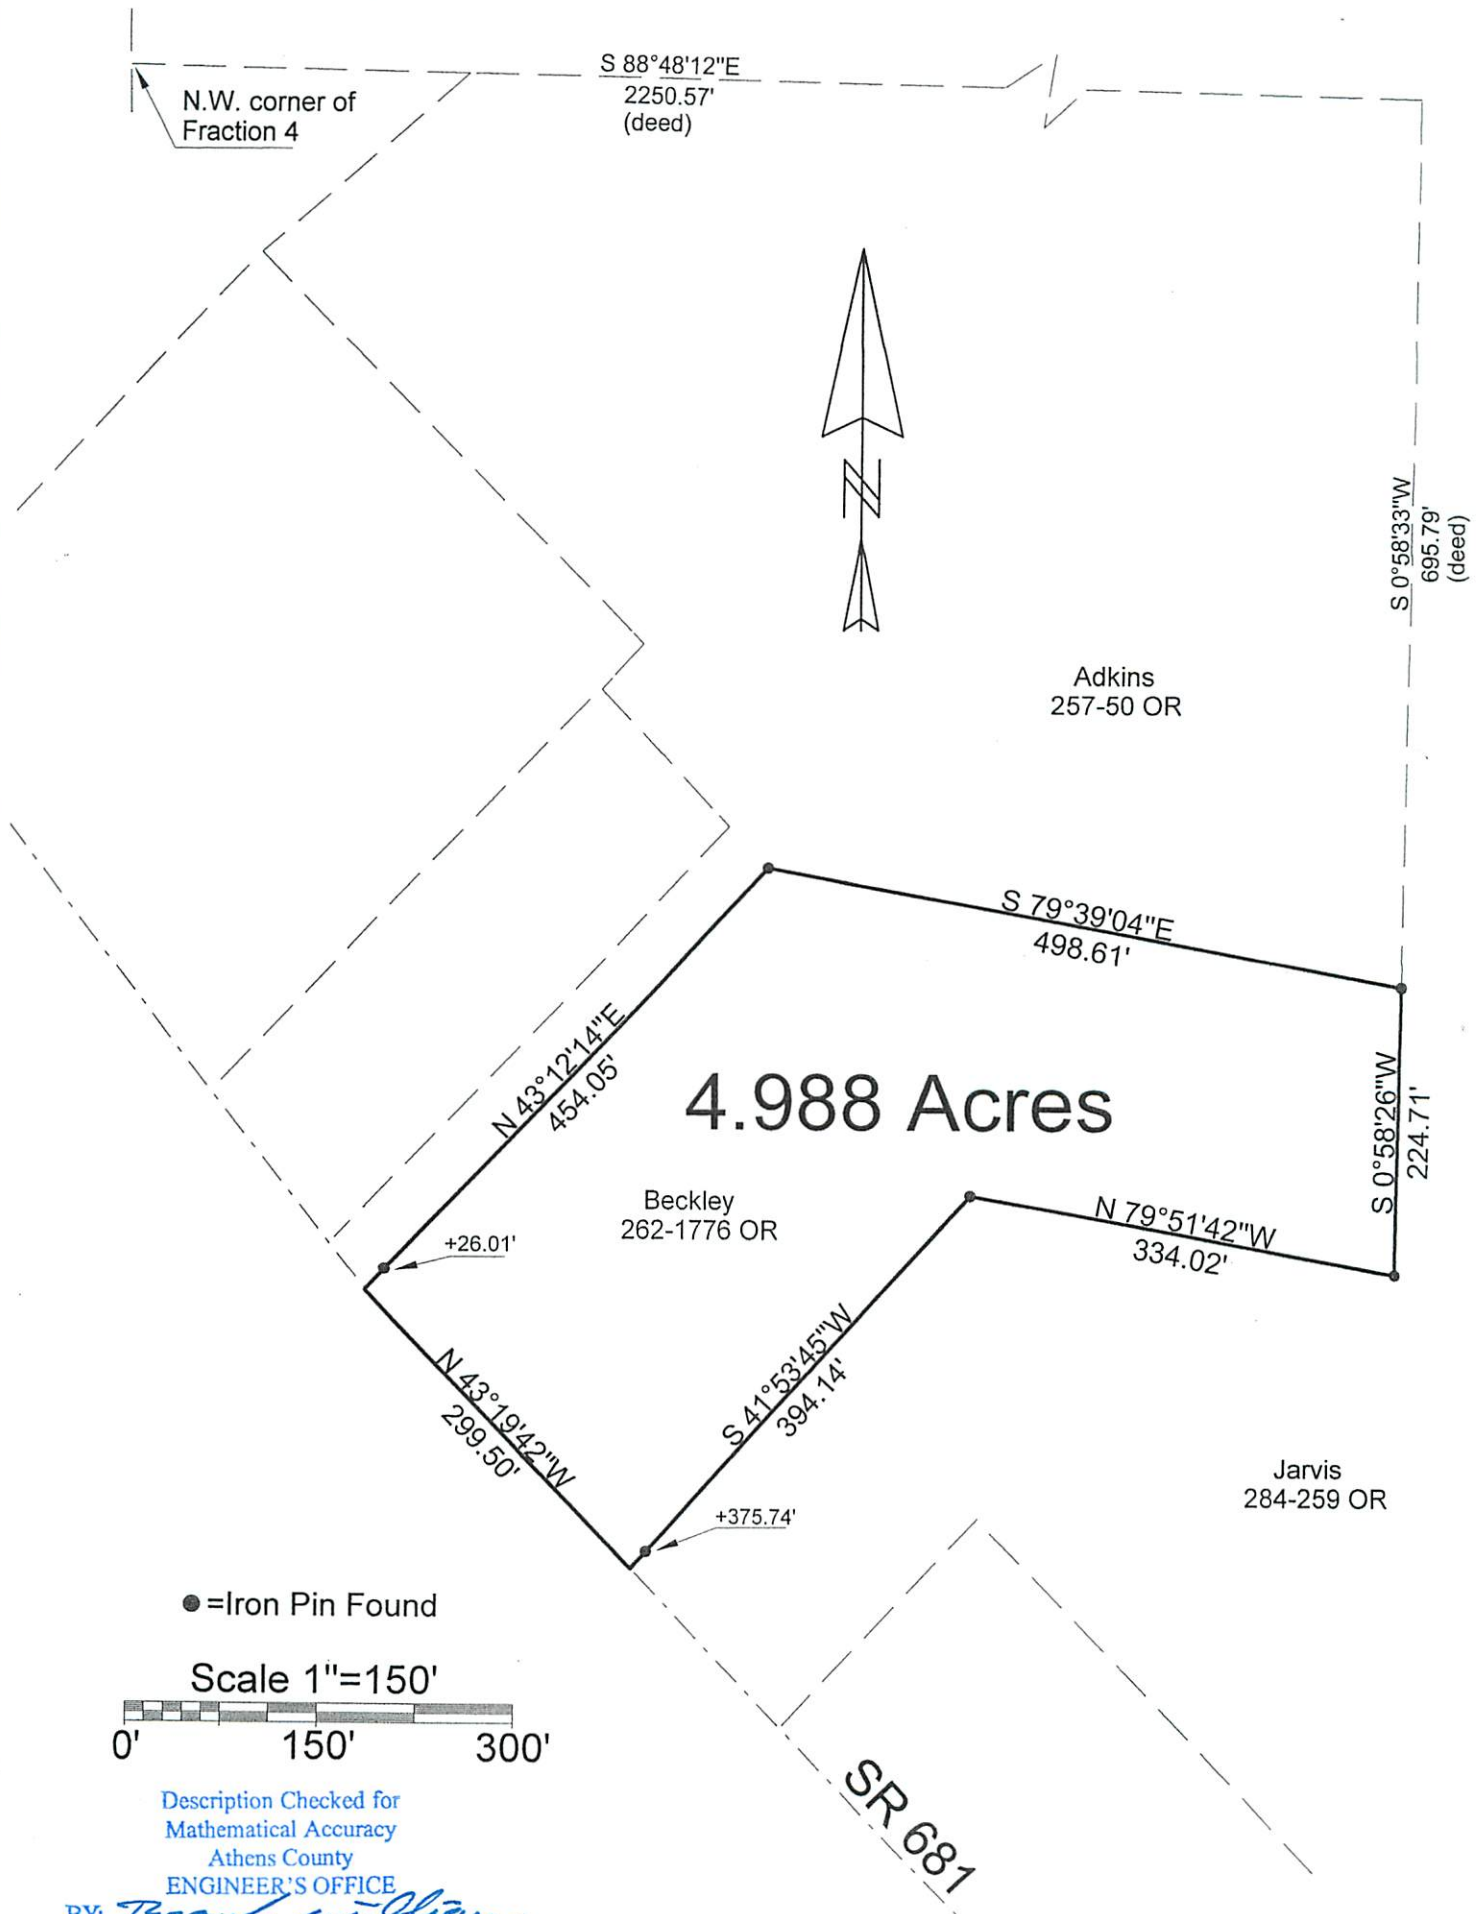 S 88°48'12"E
2250.57'
(deed)
N.W. corner of
Fraction 4
N
S 0°58'33"W
695.79'
(deed)
Adkins
257-50 OR
S 79°39'04"E
498.61'
N 43°12'14"E
454.05'
4.988 Acres
S 0°58'26"W
224.71'
Beckley
262-1776 OR
N 79°51'42"W
334.02'
+26.01'
S 41°53'45"W
394.14'
N 43°19'42"W
299.50'
Jarvis
284-259 OR
+375.74'
=Iron Pin Found
Scale 1"=150'
0' 150' 300'
SR 681
Description Checked for
Mathematical Accuracy
Athens County
ENGINEER'S OFFICE
BY: